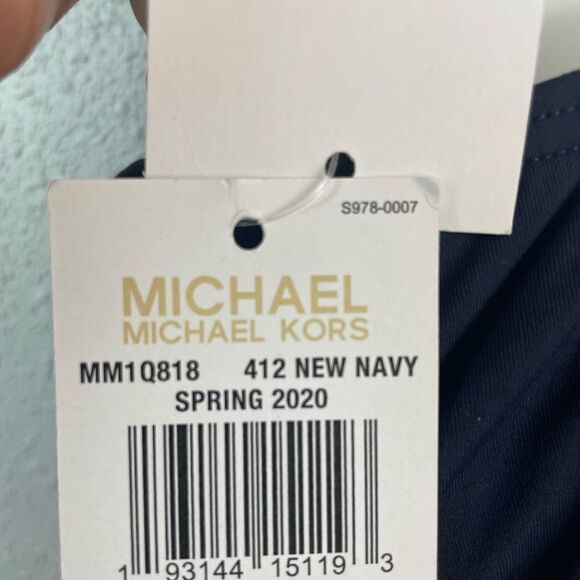 S978-0007
MICHAEL
MICHAEL KORS
MM1Q818 412 NEW NAVY
SPRING 2020
1 93144 15119 3